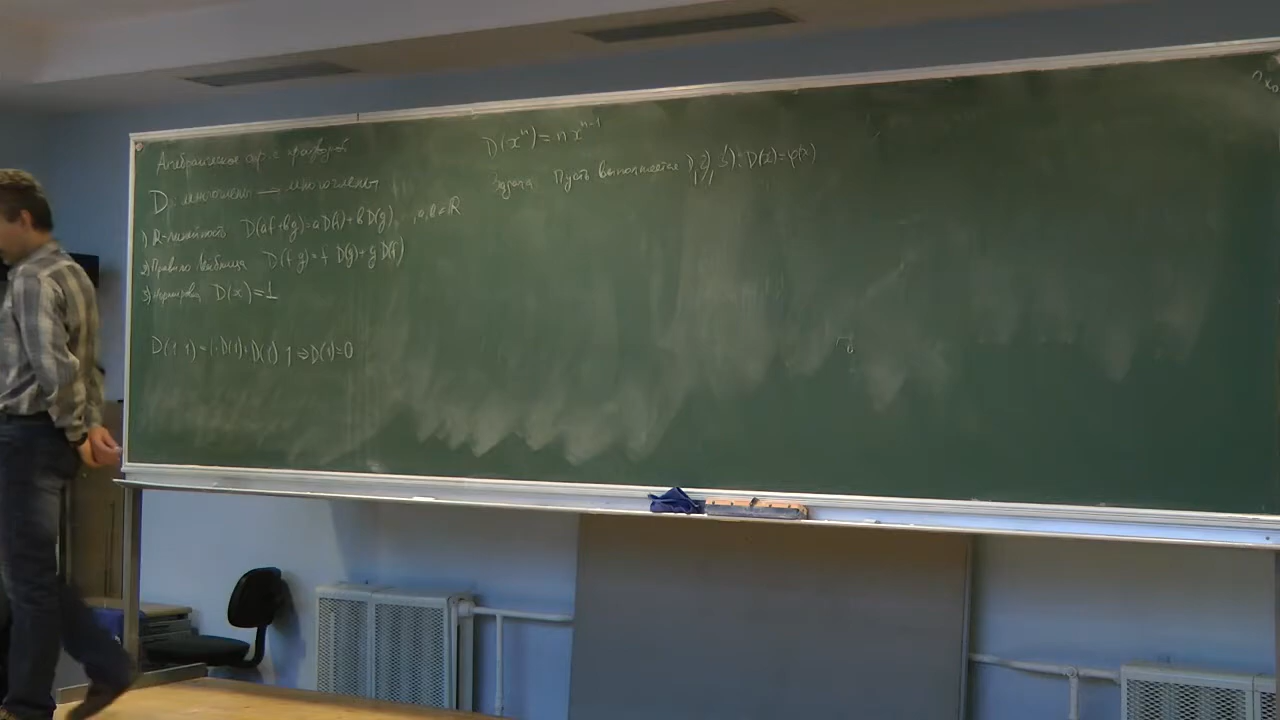 Алгебраическое опр-е производной
D: многочлены — многочлены
1) R-линейность D(af+bg)=aD(f)+bD(g), a,b∈R
2) Правило Лейбница D(f·g)=f D(g)+g D(f)
3) Нормировка D(x)=1
D(1·1)=1·D(1)+D(1)·1 ⇒ D(1)=0
D(xⁿ)=n xⁿ⁻¹
Задача. Пусть выполняется 1), 2), 3'): D(x)=φ(x)